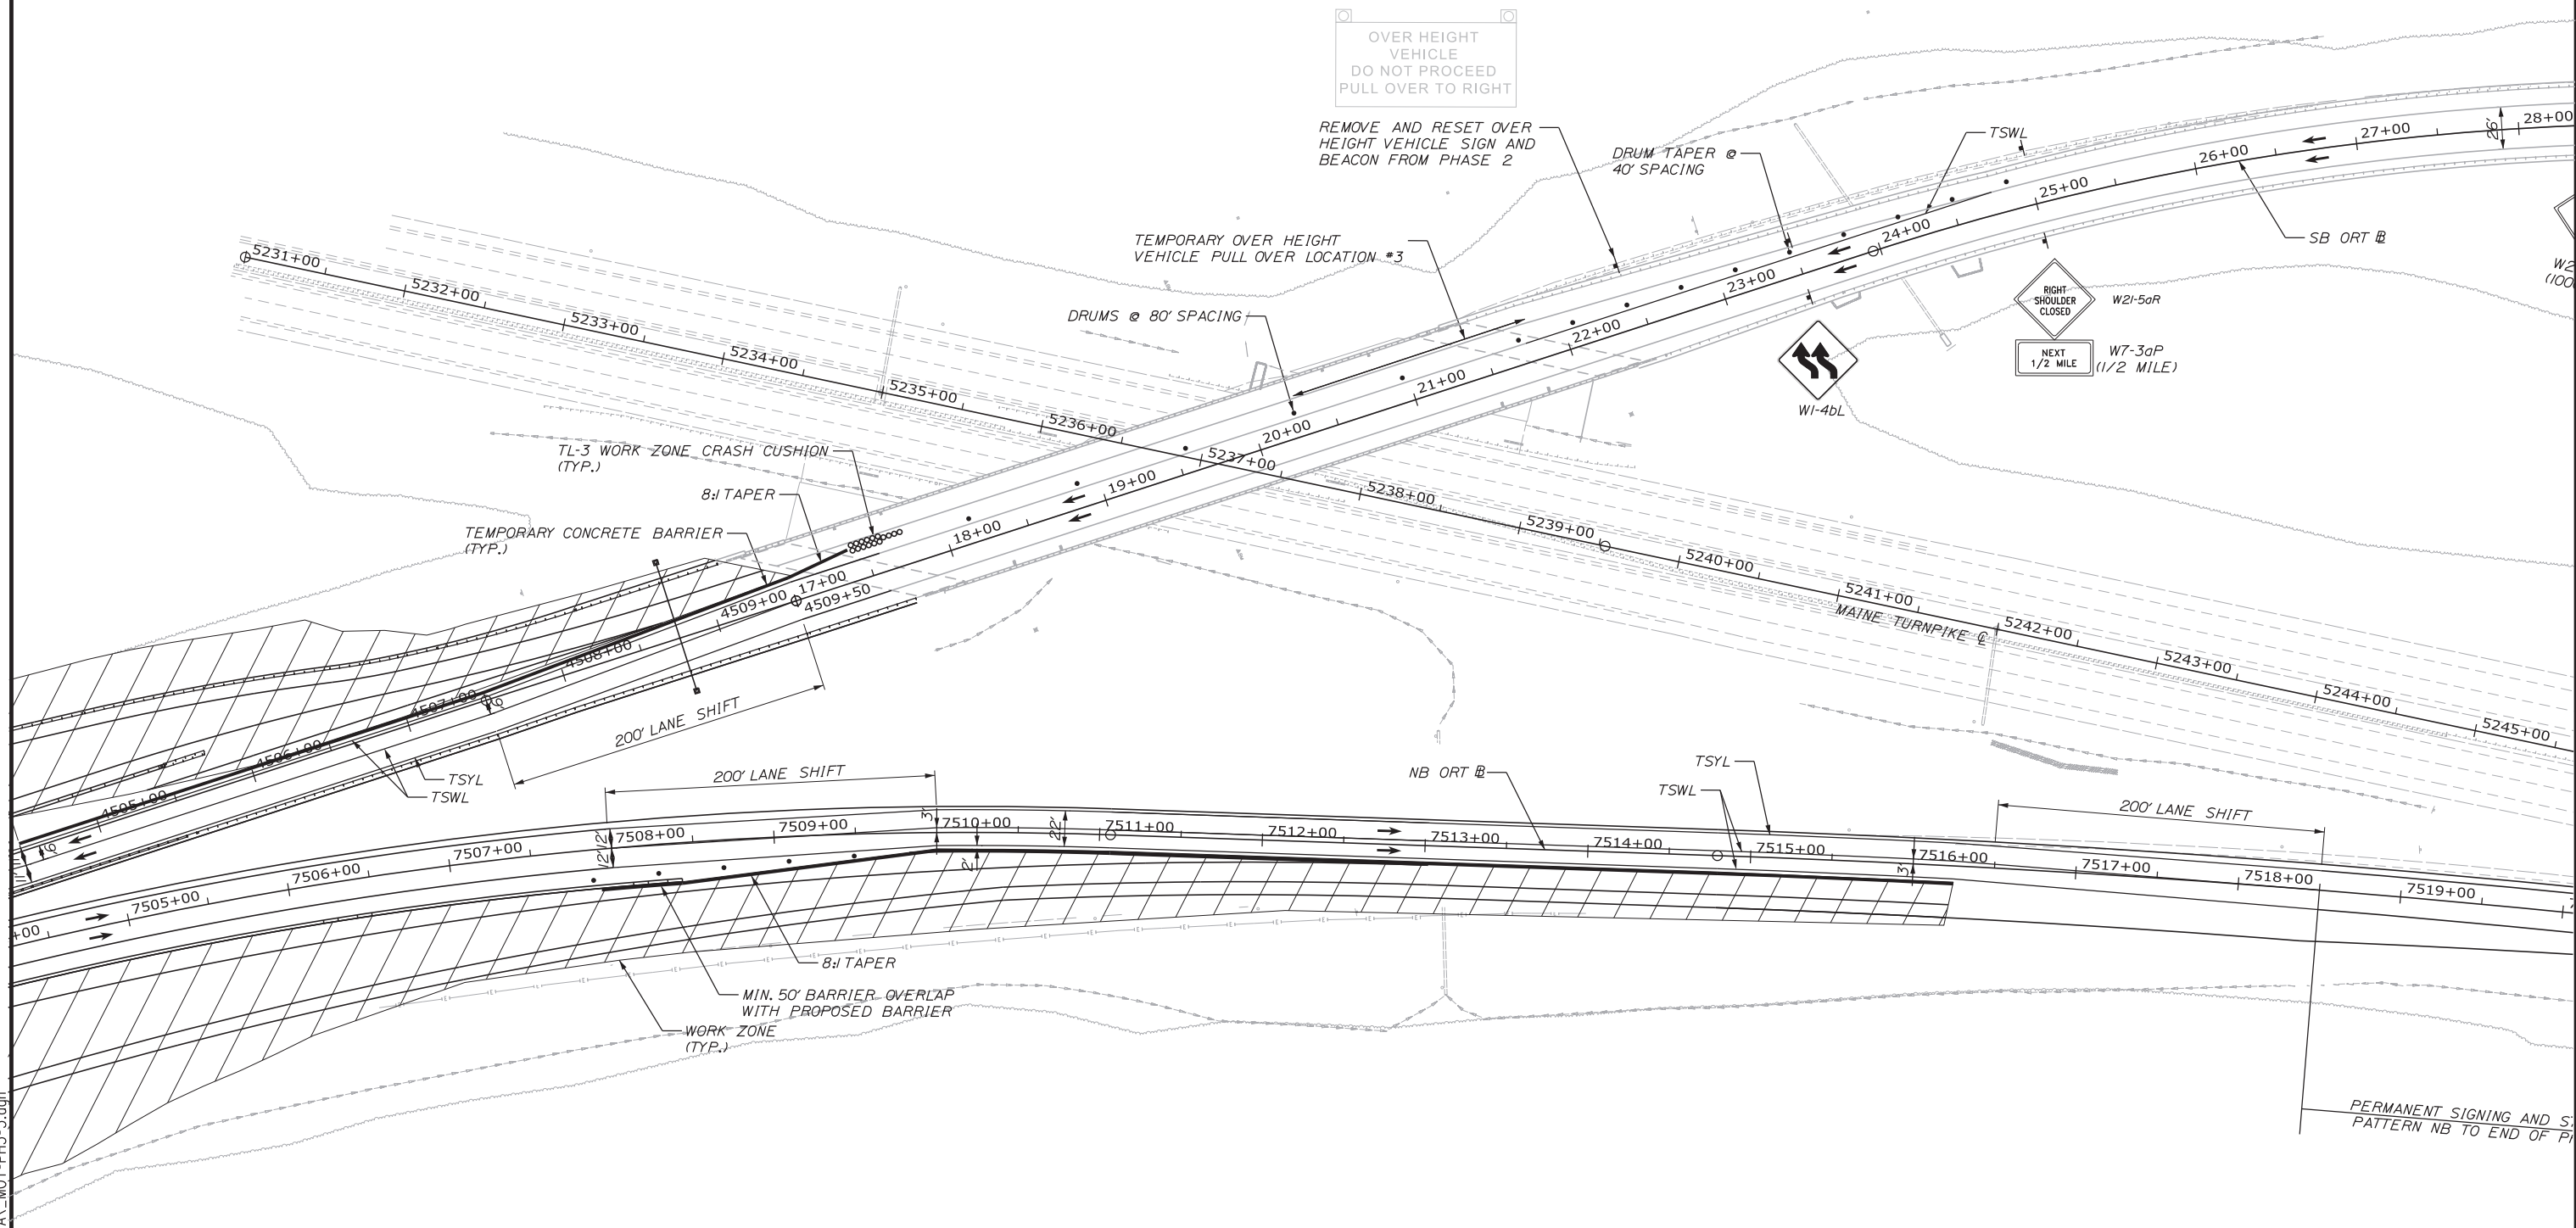 OVER HEIGHT
VEHICLE
DO NOT PROCEED
PULL OVER TO RIGHT
REMOVE AND RESET OVER
HEIGHT VEHICLE SIGN AND
BEACON FROM PHASE 2
DRUM TAPER @
40' SPACING
TSWL
26'
28+00
27+00
26+00
25+00
24+00
23+00
22+00
21+00
20+00
19+00
18+00
17+00
SB ORT B
TEMPORARY OVER HEIGHT
VEHICLE PULL OVER LOCATION #3
DRUMS @ 80' SPACING
RIGHT
SHOULDER
CLOSED
W21-5aR
NEXT
1/2 MILE
W7-3aP
(1/2 MILE)
W1-4bL
5231+00
5232+00
5233+00
5234+00
5235+00
5236+00
5237+00
5238+00
5239+00
5240+00
5241+00
5242+00
5243+00
5244+00
5245+00
MAINE TURNPIKE ℄
TL-3 WORK ZONE CRASH CUSHION
(TYP.)
8:1 TAPER
TEMPORARY CONCRETE BARRIER
(TYP.)
4509+50
4509+00
4508+00
4507+00
4506+00
4505+00
200' LANE SHIFT
TSYL
TSWL
200' LANE SHIFT
NB ORT B
TSYL
TSWL
200' LANE SHIFT
7505+00
7506+00
7507+00
7508+00
7509+00
7510+00
7511+00
7512+00
7513+00
7514+00
7515+00
7516+00
7517+00
7518+00
7519+00
+00
12'
12'
3'
22'
2'
3'
8:1 TAPER
MIN. 50' BARRIER OVERLAP
WITH PROPOSED BARRIER
WORK ZONE
(TYP.)
PERMANENT SIGNING AND
PATTERN NB TO END OF